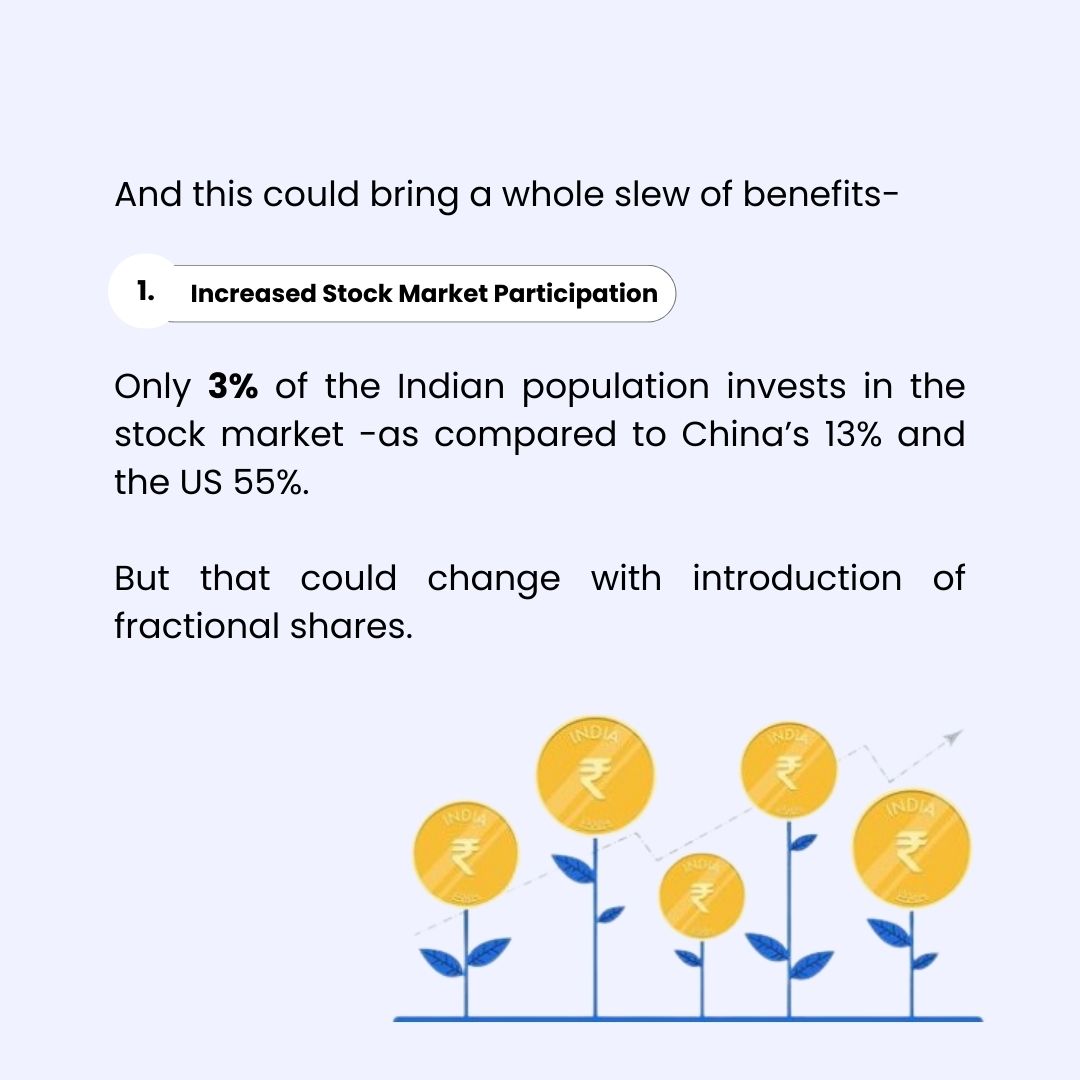 And this could bring a whole slew of benefits-
1. Increased Stock Market Participation
Only 3% of the Indian population invests in the
stock market -as compared to China’s 13% and
the US 55%.
But that could change with introduction of
fractional shares.
INDIA
₹
INDIA
₹
INDIA
₹
INDIA
₹
INDIA
₹